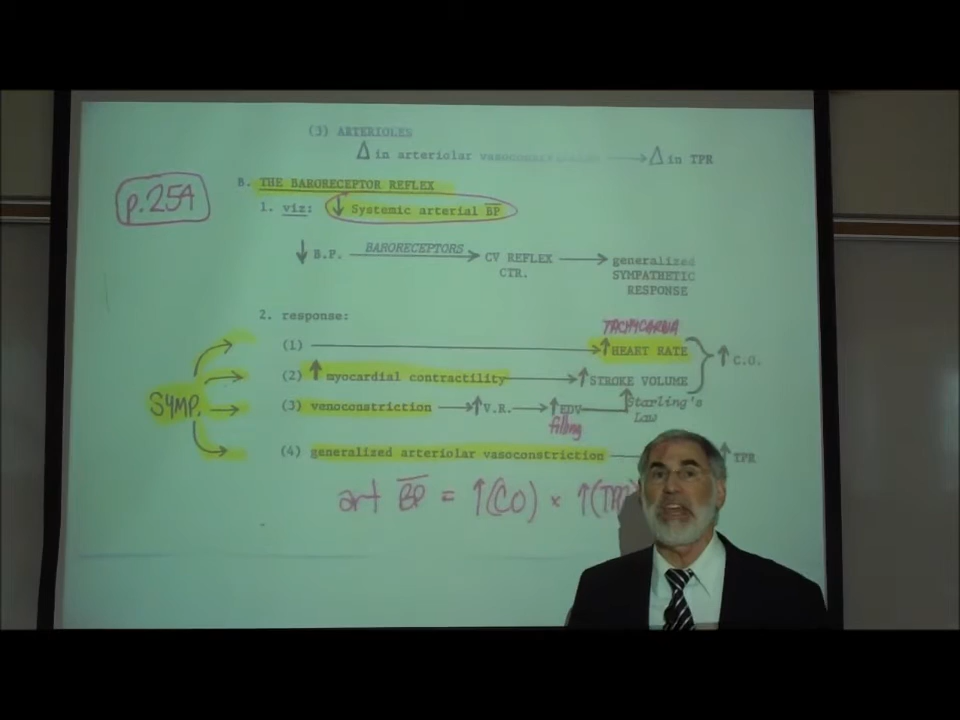 (3) ARTERIOLES
Δ in arteriolar → Δ in TPR
p.254
B. THE BARORECEPTOR REFLEX
1. viz: ↓ Systemic arterial BP
↓ B.P. BARORECEPTORS → CV REFLEX CTR. → generalized SYMPATHETIC RESPONSE
2. response:
TACHYCARDIA
(1) → ↑ HEART RATE
↑ C.O.
(2) ↑ myocardial contractility → ↑ STROKE VOLUME
SYMP.
(3) venoconstriction → ↑ V.R. → ↑ EDV ↑ Starling's Law
filling
(4) generalized arteriolar vasoconstriction ↑ TPR
art BP = ↑(CO) × ↑(TPR)